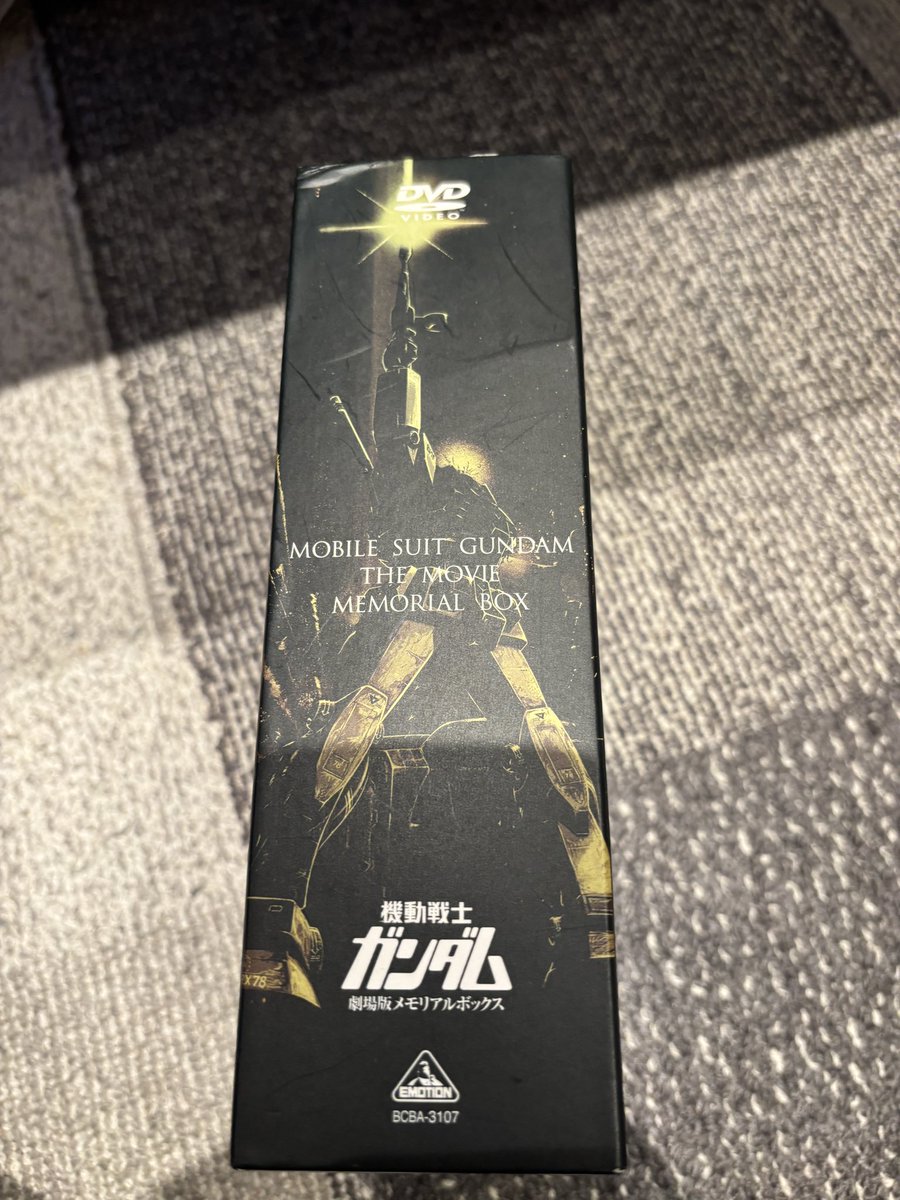 DVD
VIDEO
MOBILE SUIT GUNDAM
THE MOVIE
MEMORIAL BOX
機動戦士
ガンダム
劇場版メモリアルボックス
X78
EMOTION
BCBA-3107